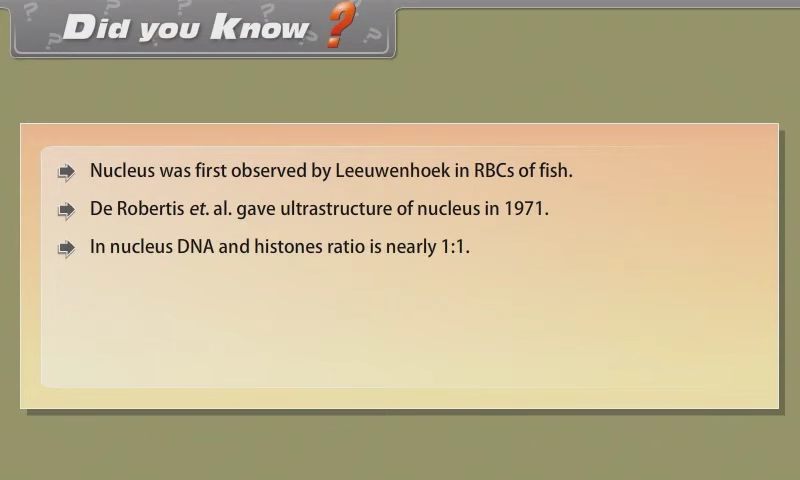 Did you Know ?
Nucleus was first observed by Leeuwenhoek in RBCs of fish.
De Robertis et. al. gave ultrastructure of nucleus in 1971.
In nucleus DNA and histones ratio is nearly 1:1.